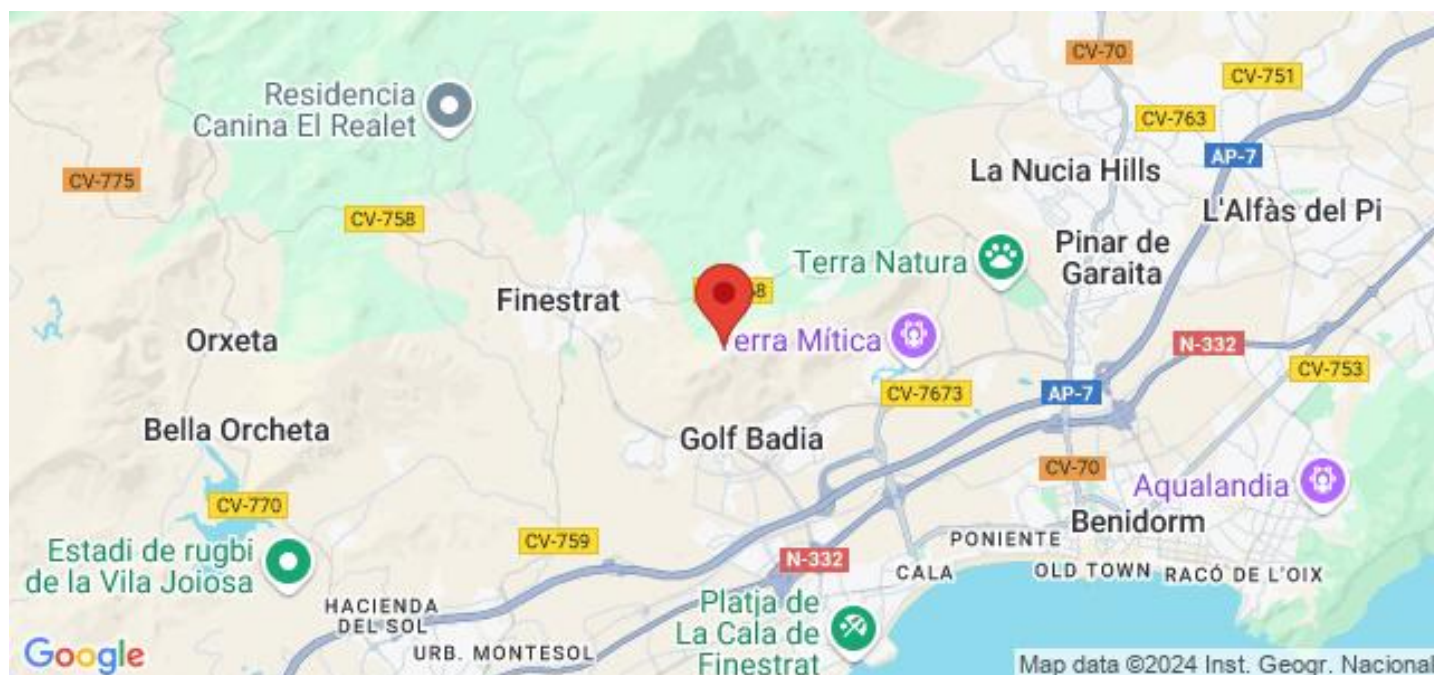 CV-70
CV-751
Residencia
Canina El Realet
CV-763
AP-7
La Nucia Hills
CV-775
CV-758
L'Alfàs del Pi
Pinar de
Garaita
Terra Natura
Finestrat
8
Orxeta
Terra Mítica
N-332
CV-753
CV-7673
AP-7
Bella Orcheta
Golf Badia
CV-70
Aqualandia
CV-770
Benidorm
CV-759
PONIENTE
Estadi de rugbi
de la Vila Joiosa
N-332
CALA
OLD TOWN
RACÓ DE L'OIX
HACIENDA
DEL SOL
Platja de
La Cala de
Finestrat
URB. MONTESOL
Google
Map data ©2024 Inst. Geogr. Nacional